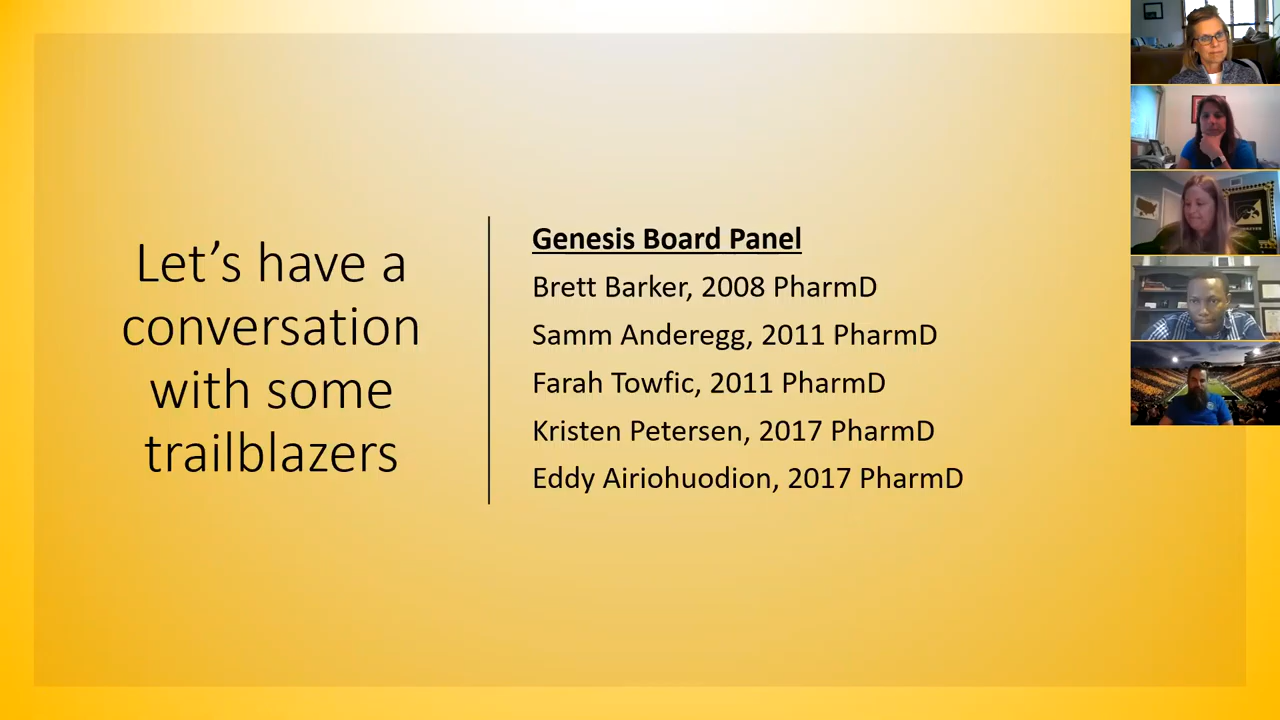 Let’s have a
conversation
with some
trailblazers
Genesis Board Panel
Brett Barker, 2008 PharmD
Samm Anderegg, 2011 PharmD
Farah Towfic, 2011 PharmD
Kristen Petersen, 2017 PharmD
Eddy Airiohuodion, 2017 PharmD